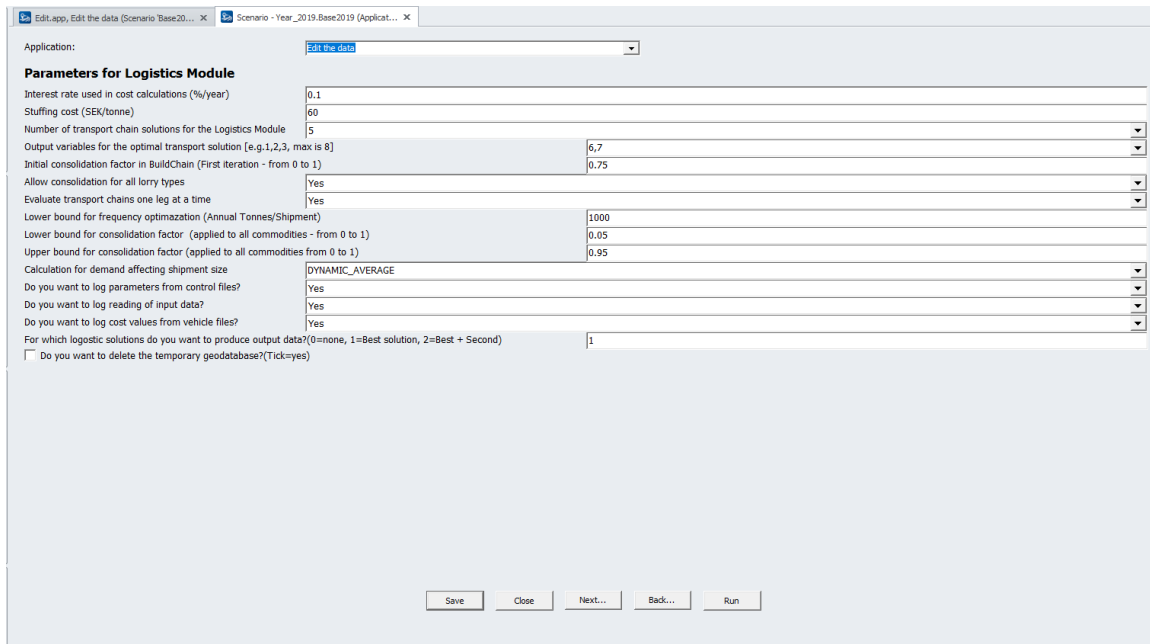 Edit.app, Edit the data (Scenario 'Base20... Scenario - Year_2019.Base2019 (Applicat...
Application: Edit the data
Parameters for Logistics Module
Interest rate used in cost calculations (%/year) 0.1
Stuffing cost (SEK/tonne) 60
Number of transport chain solutions for the Logistics Module 5
Output variables for the optimal transport solution [e.g.1,2,3, max is 8] 6,7
Initial consolidation factor in BuildChain (First iteration - from 0 to 1) 0.75
Allow consolidation for all lorry types Yes
Evaluate transport chains one leg at a time Yes
Lower bound for frequency optimazation (Annual Tonnes/Shipment) 1000
Lower bound for consolidation factor (applied to all commodities - from 0 to 1) 0.05
Upper bound for consolidation factor (applied to all commodities from 0 to 1) 0.95
Calculation for demand affecting shipment size DYNAMIC_AVERAGE
Do you want to log parameters from control files? Yes
Do you want to log reading of input data? Yes
Do you want to log cost values from vehicle files? Yes
For which logostic solutions do you want to produce output data?(0=none, 1=Best solution, 2=Best + Second) 1
Do you want to delete the temporary geodatabase?(Tick=yes)
Save Close Next... Back... Run